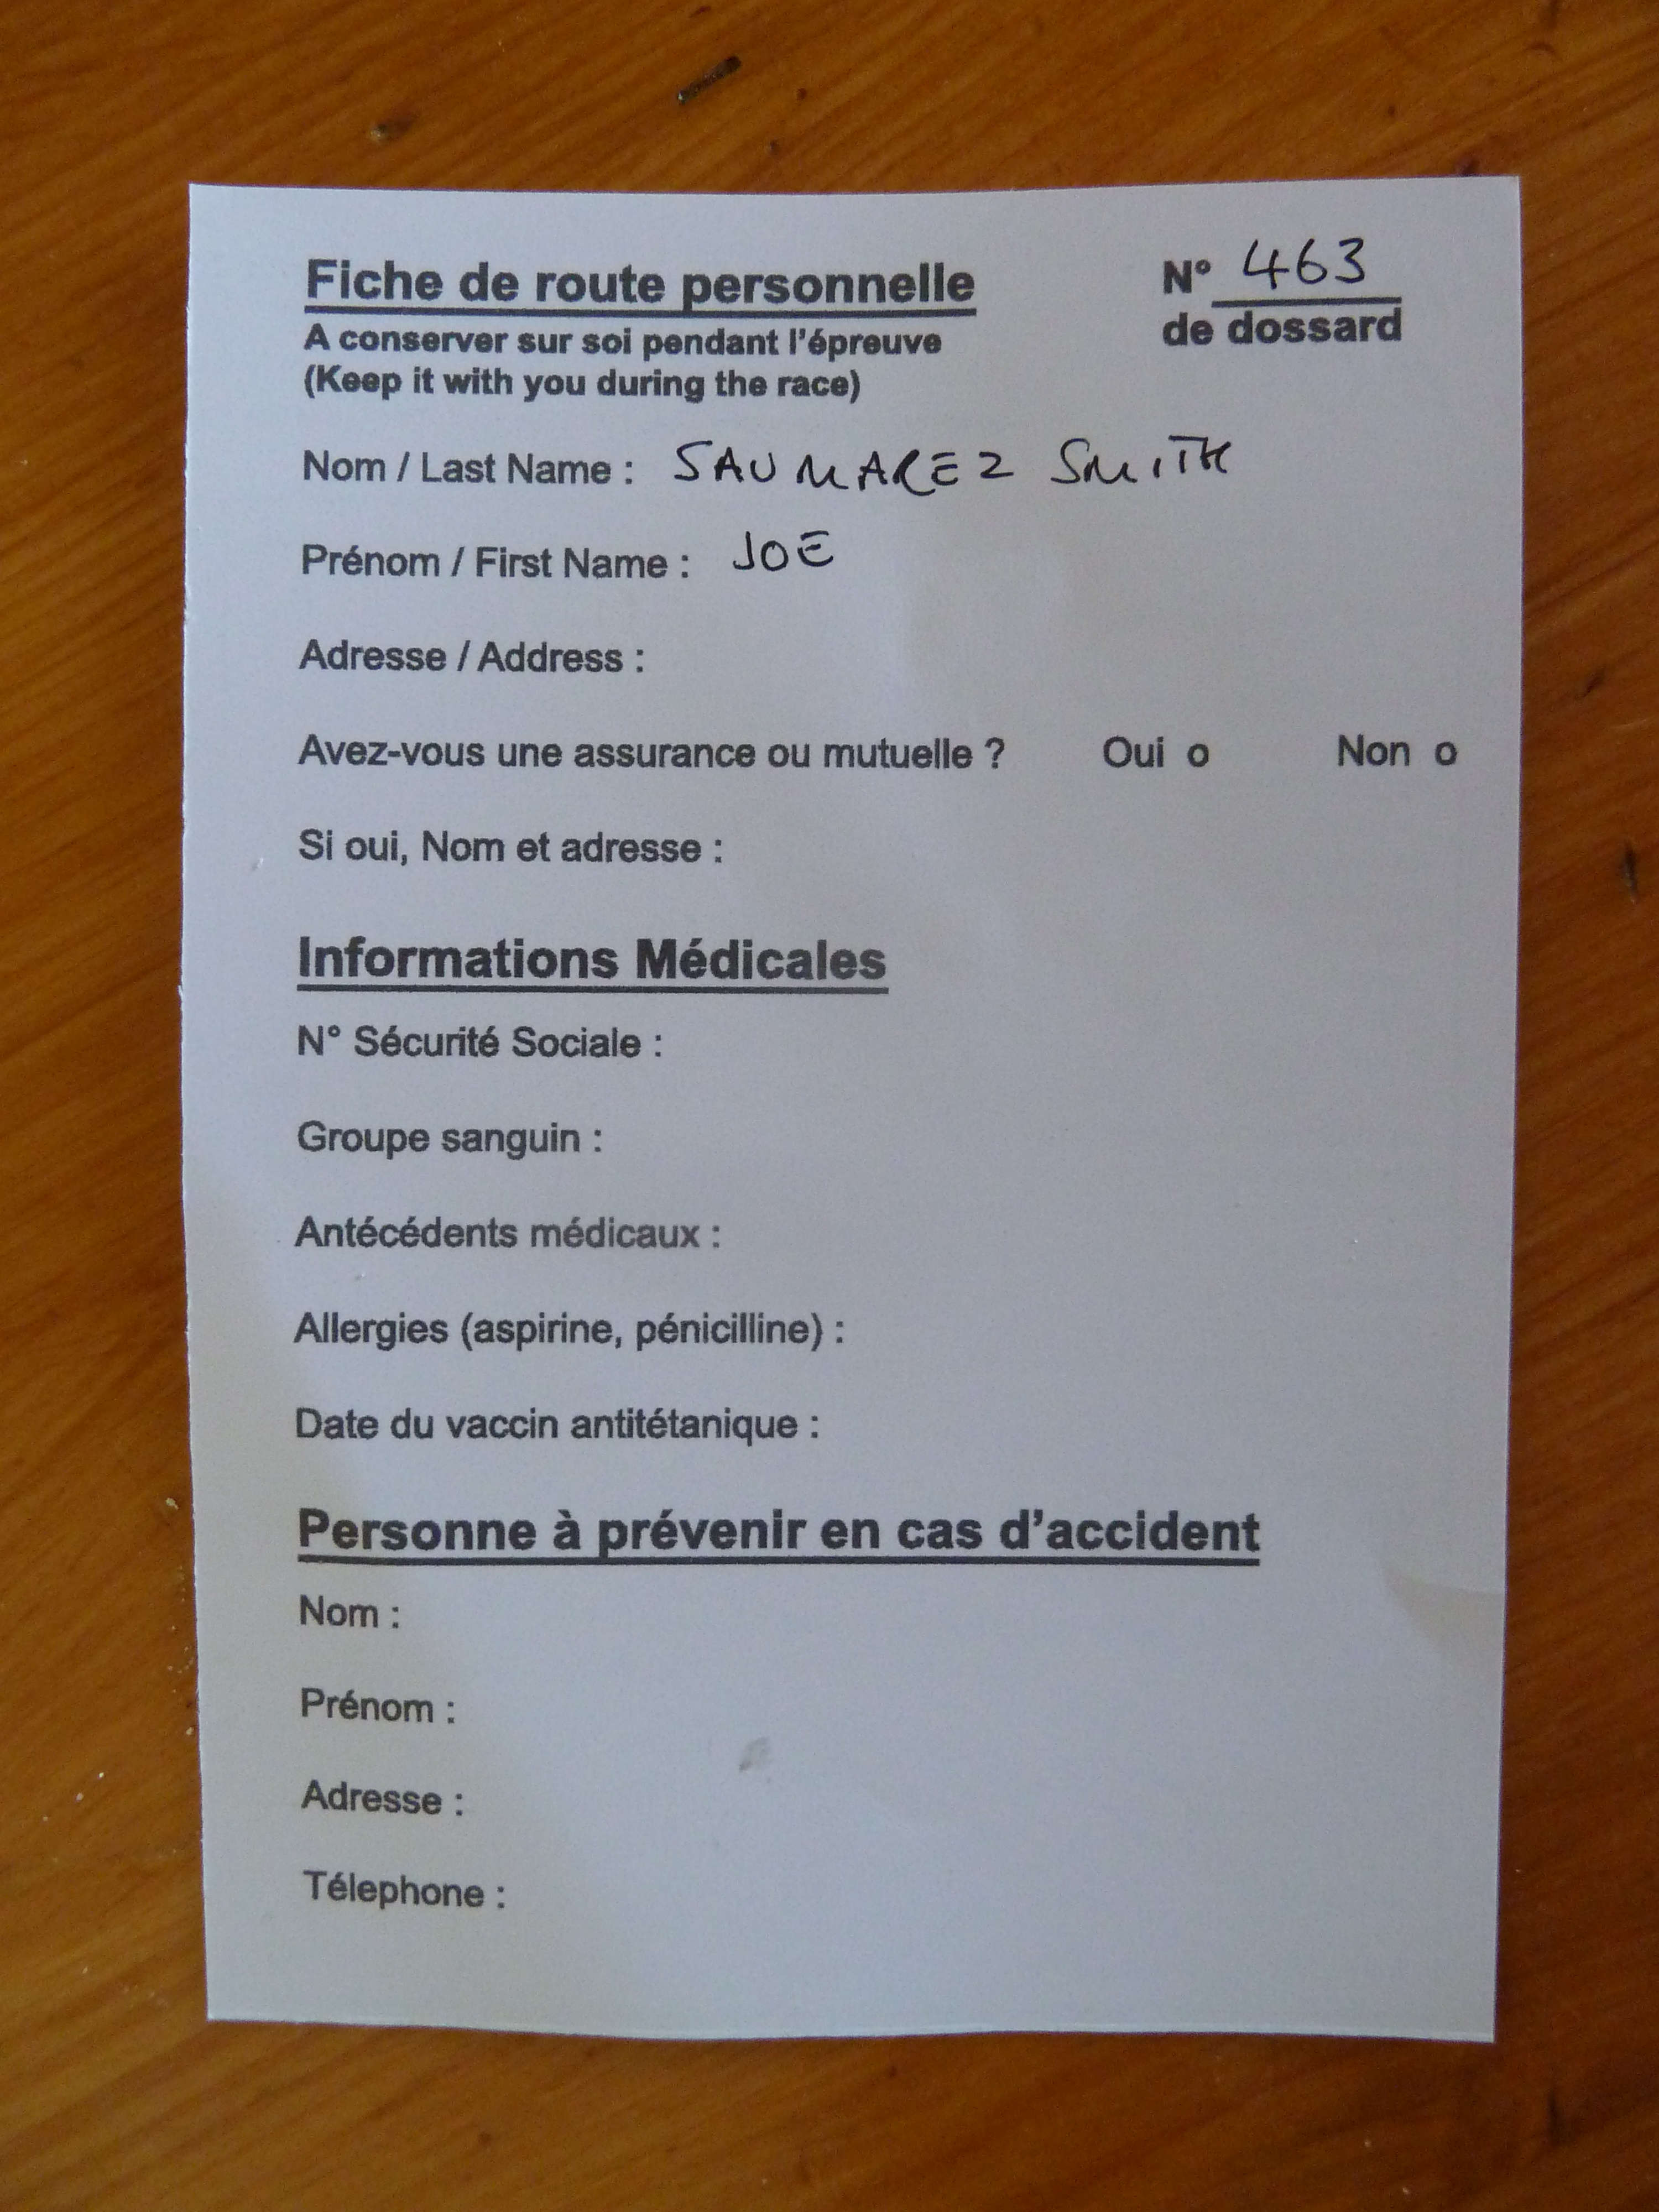 Fiche de route personnelle
N° 463
de dossard
A conserver sur soi pendant l'épreuve
(Keep it with you during the race)
Nom / Last Name : SAUMAREZ SMITH
Prénom / First Name : JOE
Adresse / Address :
Avez-vous une assurance ou mutuelle ? Oui o Non o
Si oui, Nom et adresse :
Informations Médicales
N° Sécurité Sociale :
Groupe sanguin :
Antécédents médicaux :
Allergies (aspirine, pénicilline) :
Date du vaccin antitétanique :
Personne à prévenir en cas d'accident
Nom :
Prénom :
Adresse :
Télephone :